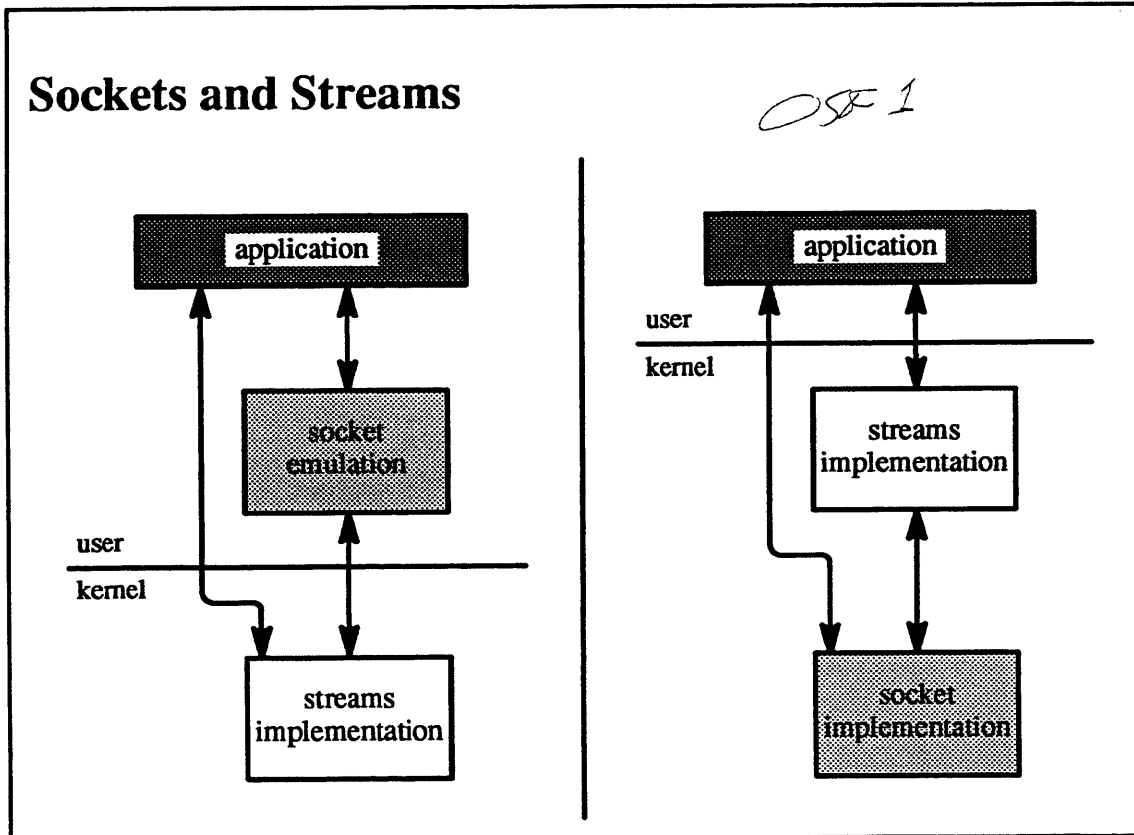 Sockets and Streams
OSF 1
application
socket
emulation
user
kernel
streams
implementation
application
user
kernel
streams
implementation
socket
implementation